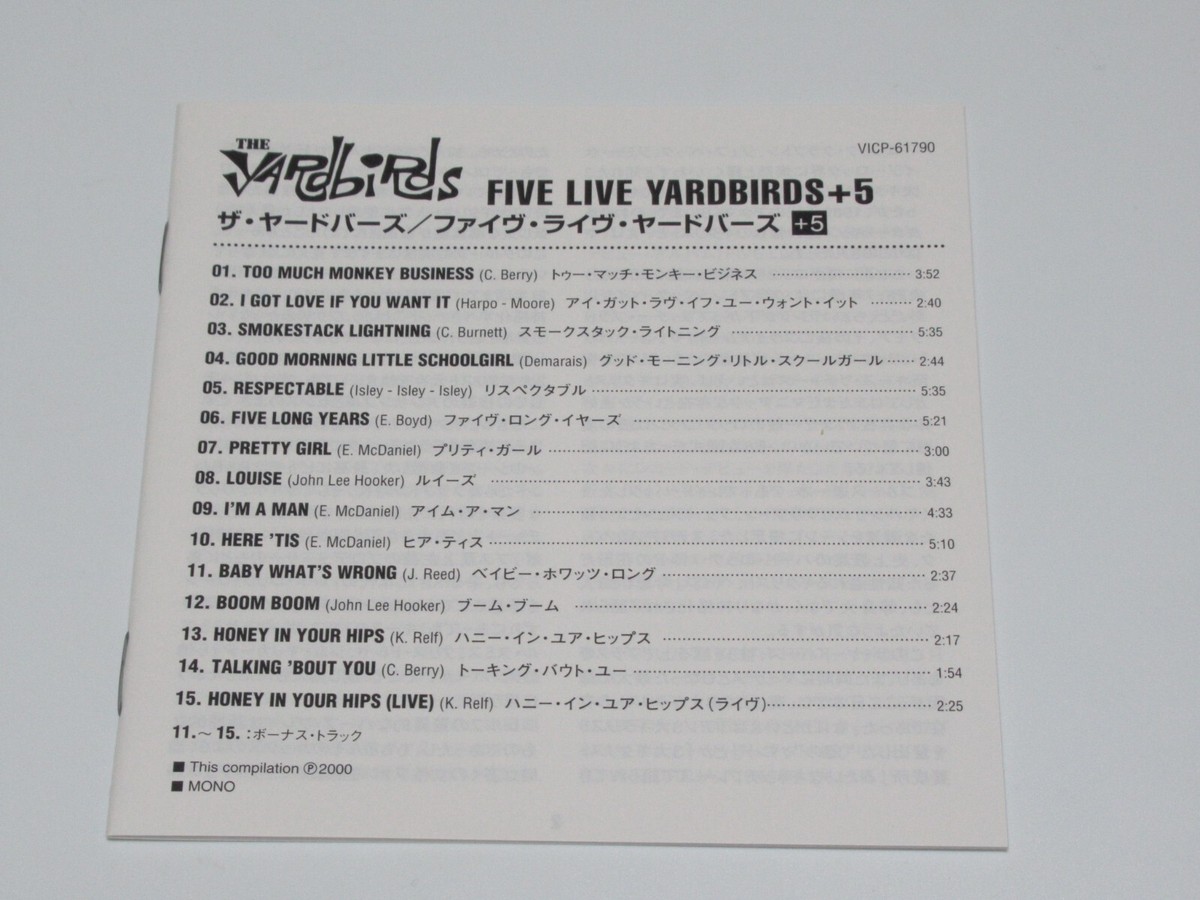 THE YARDBIRDS FIVE LIVE YARDBIRDS+5
VICP-61790
ザ・ヤードバーズ／ファイヴ・ライヴ・ヤードバーズ +5
01. TOO MUCH MONKEY BUSINESS (C. Berry) トゥー・マッチ・モンキー・ビジネス 3:52
02. I GOT LOVE IF YOU WANT IT (Harpo - Moore) アイ・ガット・ラヴ・イフ・ユー・ウォント・イット 2:40
03. SMOKESTACK LIGHTNING (C. Burnett) スモークスタック・ライトニング 5:35
04. GOOD MORNING LITTLE SCHOOLGIRL (Demarais) グッド・モーニング・リトル・スクールガール 2:44
05. RESPECTABLE (Isley - Isley - Isley) リスペクタブル 5:35
06. FIVE LONG YEARS (E. Boyd) ファイヴ・ロング・イヤーズ 5:21
07. PRETTY GIRL (E. McDaniel) プリティ・ガール 3:00
08. LOUISE (John Lee Hooker) ルイーズ 3:43
09. I'M A MAN (E. McDaniel) アイム・ア・マン 4:33
10. HERE 'TIS (E. McDaniel) ヒア・ティス 5:10
11. BABY WHAT'S WRONG (J. Reed) ベイビー・ホワッツ・ロング 2:37
12. BOOM BOOM (John Lee Hooker) ブーム・ブーム 2:24
13. HONEY IN YOUR HIPS (K. Relf) ハニー・イン・ユア・ヒップス 2:17
14. TALKING 'BOUT YOU (C. Berry) トーキング・バウト・ユー 1:54
15. HONEY IN YOUR HIPS (LIVE) (K. Relf) ハニー・イン・ユア・ヒップス（ライヴ） 2:25
11.～15.：ボーナス・トラック
■ This compilation ℗2000
■ MONO